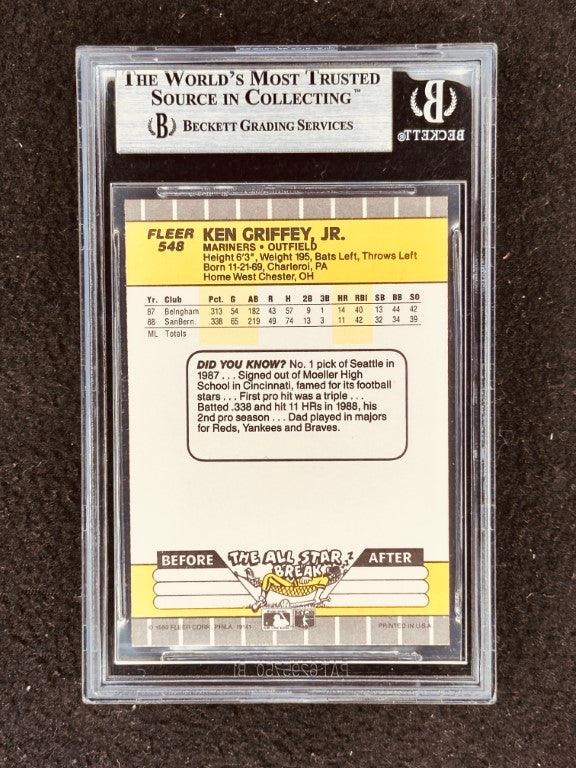 THE WORLD'S MOST TRUSTED
SOURCE IN COLLECTING™
B BECKETT GRADING SERVICES
B
BECKETT®
FLEER
548
KEN GRIFFEY, JR.
MARINERS • OUTFIELD
Height 6'3", Weight 195, Bats Left, Throws Left
Born 11-21-69, Charleroi, PA
Home West Chester, OH
Yr. Club Pct. G AB R H 2B 3B HR RBI SB BB SO
87 Belngham 313 54 182 43 57 9 1 14 40 13 44 42
88 SanBern. .338 65 219 49 74 13 3 11 42 32 34 39
ML Totals
DID YOU KNOW? No. 1 pick of Seattle in
1987 . . . Signed out of Moeller High
School in Cincinnati, famed for its football
stars . . . First pro hit was a triple . . .
Batted .338 and hit 11 HRs in 1988, his
2nd pro season . . . Dad played in majors
for Reds, Yankees and Braves.
BEFORE THE ALL STAR BREAK AFTER
© 1989 FLEER CORP. PHILA. 19141 PRINTED IN U.S.A.